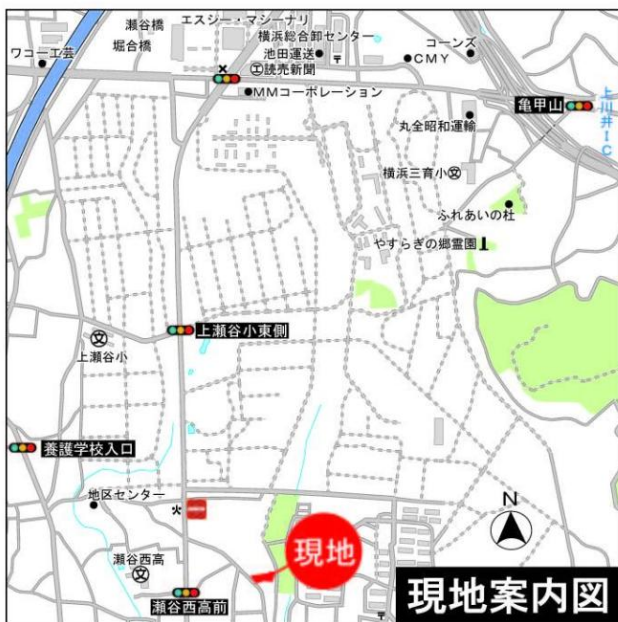 瀬谷橋
エスシー・マシーナリ
堀合橋
ワコー工芸
横浜総合卸センター
池田運送
コーンズ
〒
CMY
工読売新聞
MMコーポレーション
亀甲山
上川井IC
丸全昭和運輸
横浜三育小文
ふれあいの杜
やすらぎの郷霊園
上瀬谷小東側
文
上瀬谷小
養護学校入口
地区センター
N
現地
瀬谷西高
文
瀬谷西高前
〒
現地案内図